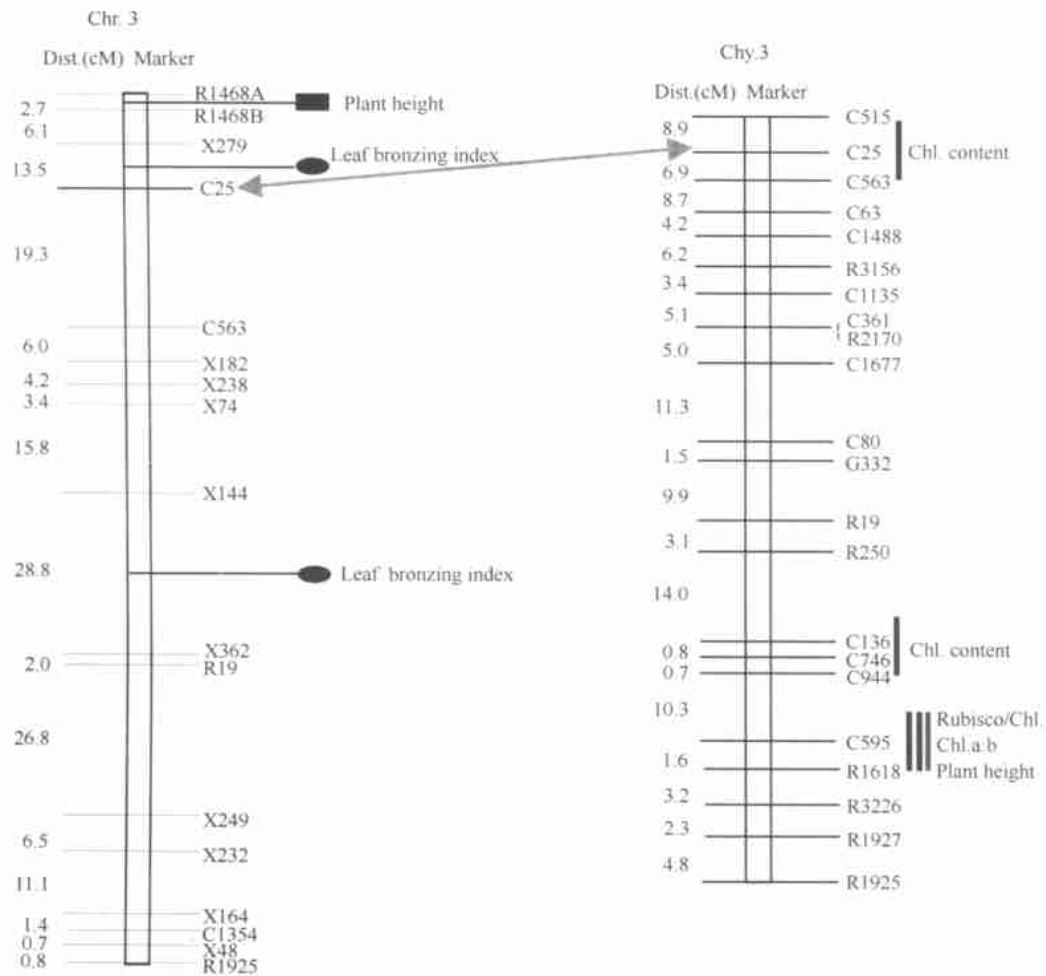 Chr. 3
Dist.(cM) Marker
R1468A
2.7
Plant height
R1468B
6.1
X279
Leaf bronzing index
13.5
C25
19.3
C563
6.0
X182
4.2
X238
3.4
X74
15.8
X144
28.8
Leaf bronzing index
X362
2.0
R19
26.8
X249
6.5
X232
11.1
X164
1.4
C1354
0.7
X48
0.8
R1925
Chy.3
Dist.(cM) Marker
C515
8.9
C25
Chl. content
6.9
C563
8.7
C63
4.2
C1488
6.2
R3156
3.4
C1135
5.1
C361
R2170
5.0
C1677
11.3
C80
1.5
G332
9.9
R19
3.1
R250
14.0
C136
0.8
Chl. content
C746
0.7
C944
10.3
Rubisco/Chl.
C595
Chl.a:b
1.6
R1618
Plant height
3.2
R3226
2.3
R1927
4.8
R1925